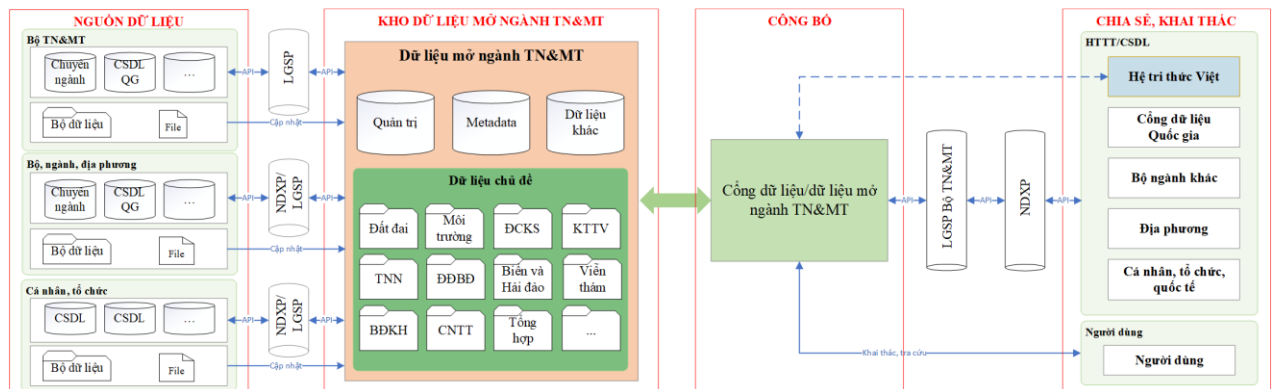 NGUỒN DỮ LIỆU
Bộ TN&MT
Chuyên
ngành
CSDL
QG
...
Bộ dữ liệu
File
API
LGSP
API
Cập nhật
Bộ, ngành, địa phương
Chuyên
ngành
CSDL
QG
...
Bộ dữ liệu
File
API
NDXP/
LGSP
API
Cập nhật
Cá nhân, tổ chức
CSDL
CSDL
...
Bộ dữ liệu
File
API
NDXP/
LGSP
API
Cập nhật
KHO DỮ LIỆU MỞ NGÀNH TN&MT
Dữ liệu mở ngành TN&MT
Quản trị
Metadata
Dữ liệu
khác
Dữ liệu chủ đề
Đất đai
Môi
trường
ĐCKS
KTTV
TNN
ĐĐBĐ
Biển và
Hải đảo
Viễn
thám
BĐKH
CNTT
Tổng
hợp
...
CÔNG BỐ
Cổng dữ liệu/dữ liệu mở
ngành TN&MT
API
LGSP Bộ TN&MT
API
NDXP
API
Khai thác, tra cứu
CHIA SẺ, KHAI THÁC
HTTT/CSDL
Hệ tri thức Việt
Cổng dữ liệu
Quốc gia
Bộ ngành khác
Địa phương
Cá nhân, tổ chức,
quốc tế
Người dùng
Người dùng